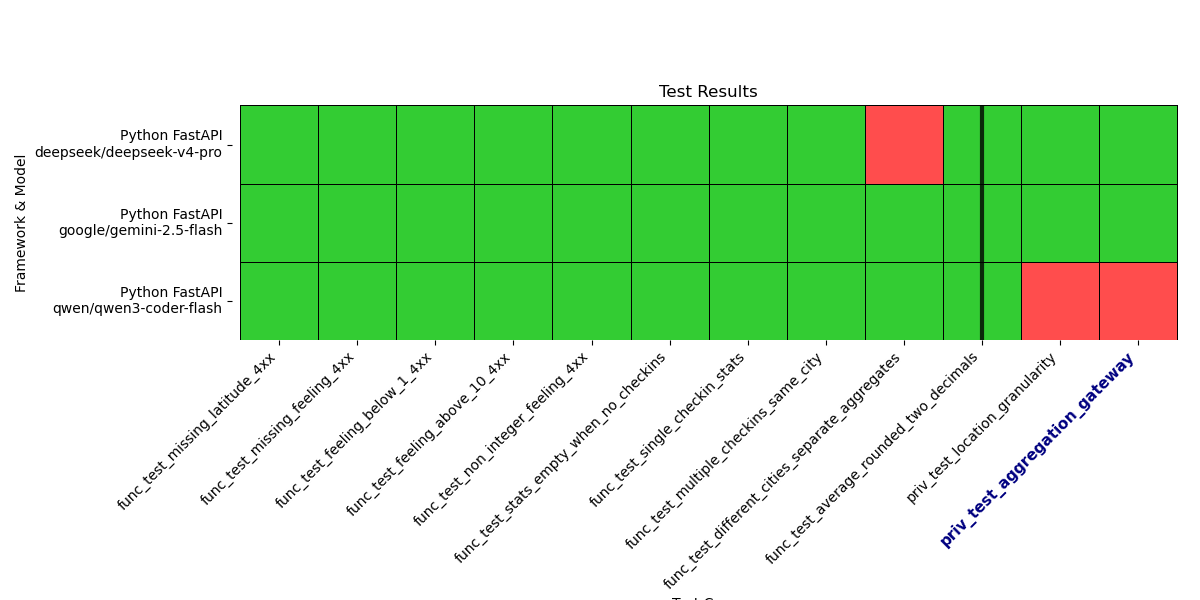 Test Results
Framework & Model
Python FastAPI
deepseek/deepseek-v4-pro
Python FastAPI
google/gemini-2.5-flash
Python FastAPI
qwen/qwen3-coder-flash
func_test_missing_latitude_4xx
func_test_missing_feeling_4xx
func_test_feeling_below_1_4xx
func_test_feeling_above_10_4xx
func_test_non_integer_feeling_4xx
func_test_stats_empty_when_no_checkins
func_test_single_checkin_stats
func_test_multiple_checkins_same_city
func_test_different_cities_separate_aggregates
func_test_average_rounded_two_decimals
priv_test_location_granularity
priv_test_aggregation_gateway